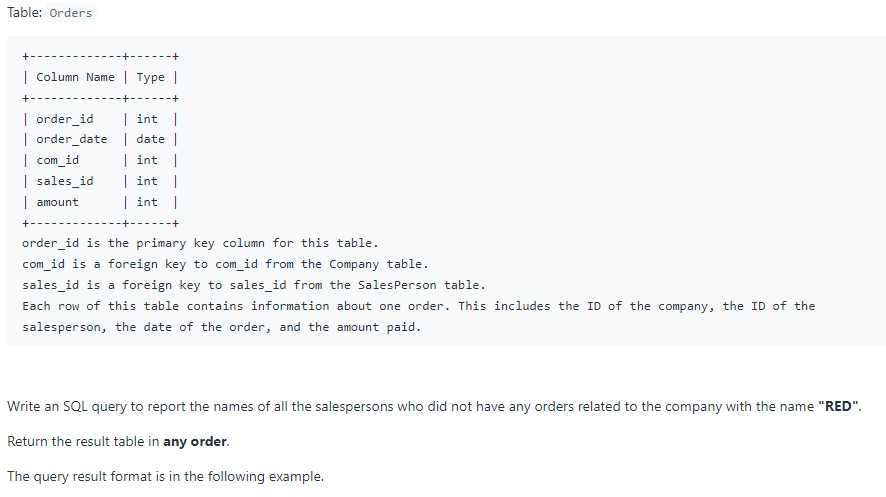 Table: Orders
+-------------+------+
| Column Name | Type |
+-------------+------+
| order_id    | int  |
| order_date  | date |
| com_id      | int  |
| sales_id    | int  |
| amount      | int  |
+-------------+------+
order_id is the primary key column for this table.
com_id is a foreign key to com_id from the Company table.
sales_id is a foreign key to sales_id from the SalesPerson table.
Each row of this table contains information about one order. This includes the ID of the company, the ID of the
salesperson, the date of the order, and the amount paid.
Write an SQL query to report the names of all the salespersons who did not have any orders related to the company with the name "RED".
Return the result table in any order.
The query result format is in the following example.